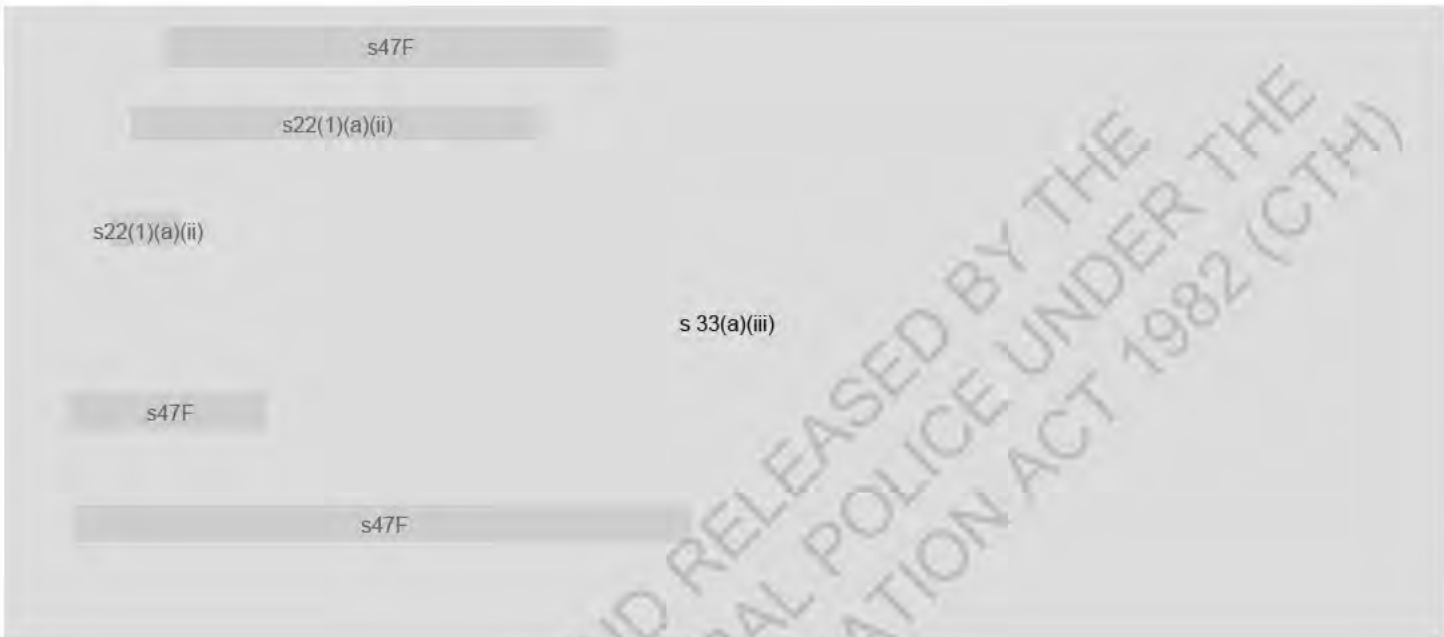 s47F
s22(1)(a)(ii)
s22(1)(a)(ii)
s 33(a)(iii)
s47F
s47F
RELEASED BY THE
POLICE UNDER THE
ACT 1982 (CTH)